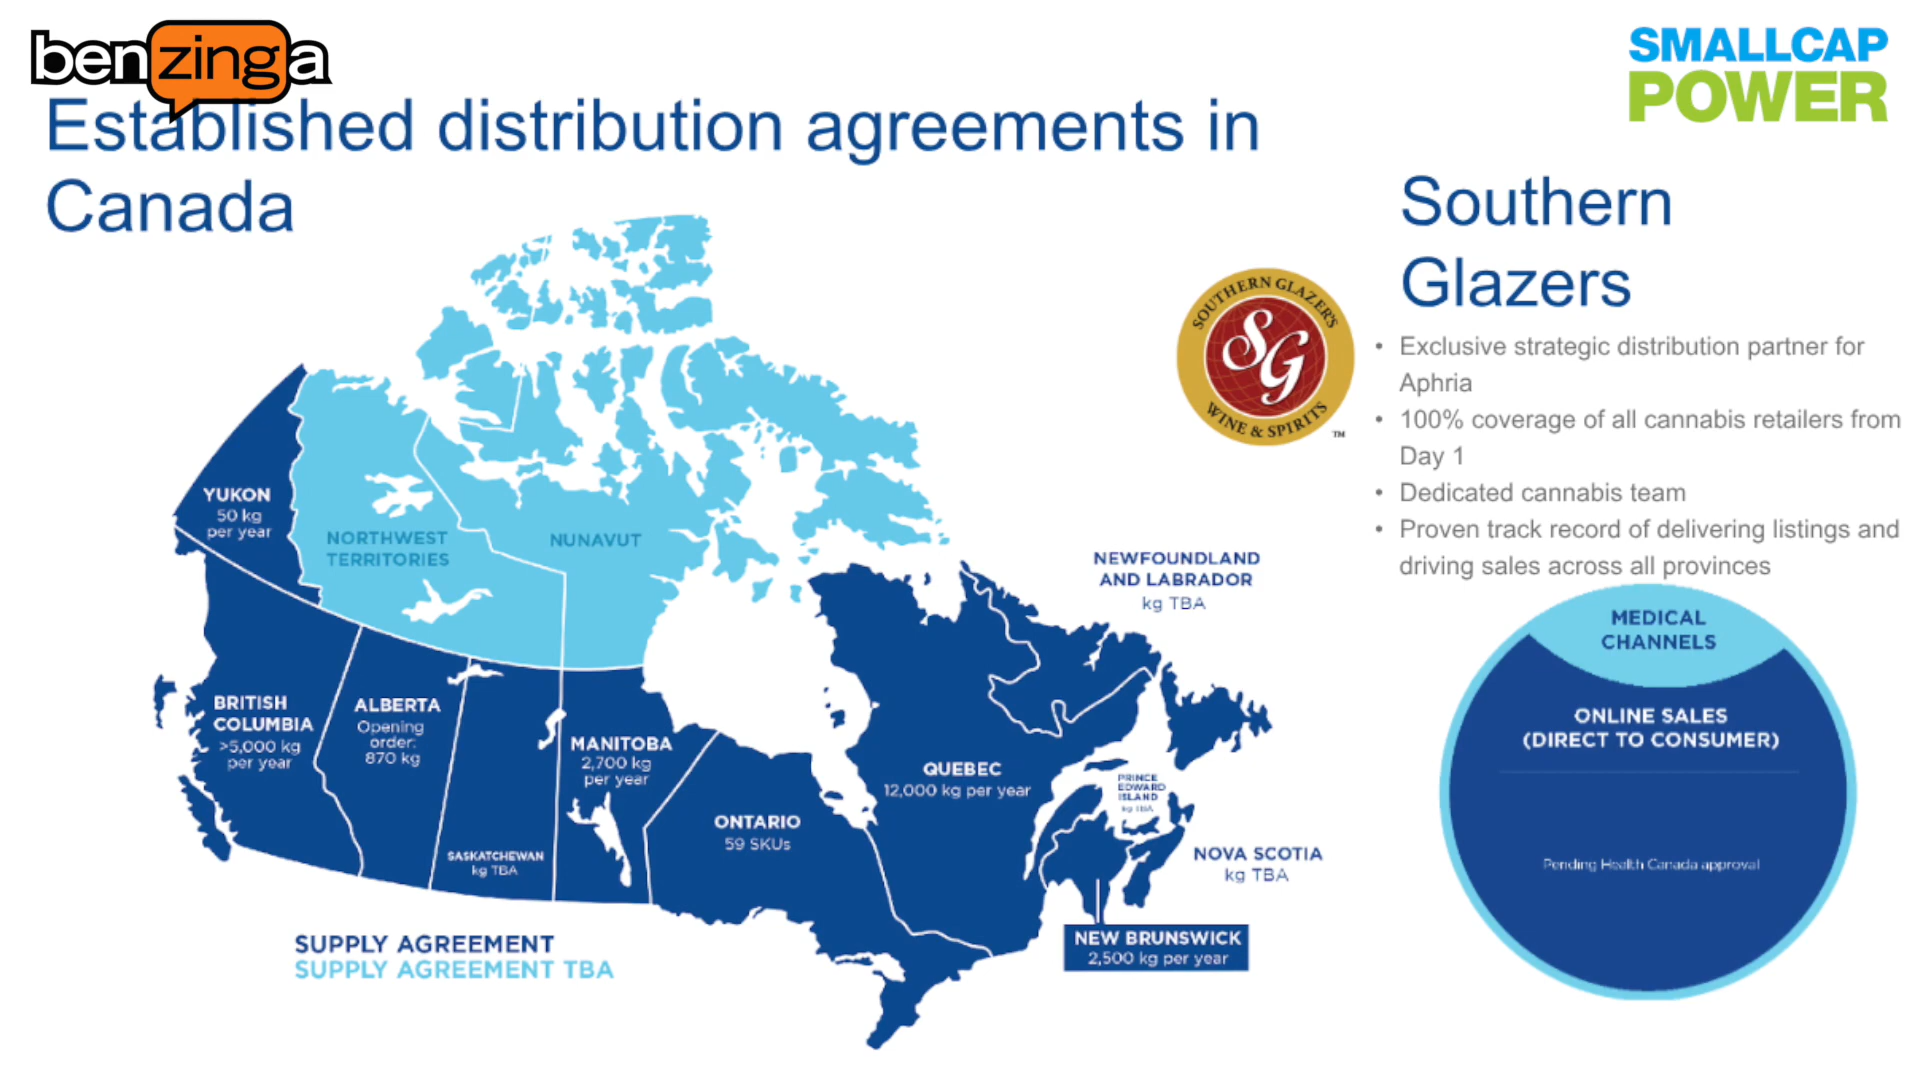 benzinga
SMALLCAP
POWER
Established distribution agreements in
Canada
Southern
Glazers
SOUTHERN GLAZER'S
SG
WINE & SPIRITS
TM
• Exclusive strategic distribution partner for
Aphria
• 100% coverage of all cannabis retailers from
Day 1
• Dedicated cannabis team
• Proven track record of delivering listings and
driving sales across all provinces
YUKON
50 kg
per year
NORTHWEST
TERRITORIES
NUNAVUT
NEWFOUNDLAND
AND LABRADOR
kg TBA
BRITISH
COLUMBIA
>5,000 kg
per year
ALBERTA
Opening
order:
870 kg
SASKATCHEWAN
kg TBA
MANITOBA
2,700 kg
per year
ONTARIO
59 SKUs
QUEBEC
12,000 kg per year
PRINCE
EDWARD
ISLAND
kg TBA
NOVA SCOTIA
kg TBA
NEW BRUNSWICK
2,500 kg per year
SUPPLY AGREEMENT
SUPPLY AGREEMENT TBA
MEDICAL
CHANNELS
ONLINE SALES
(DIRECT TO CONSUMER)
Pending Health Canada approval